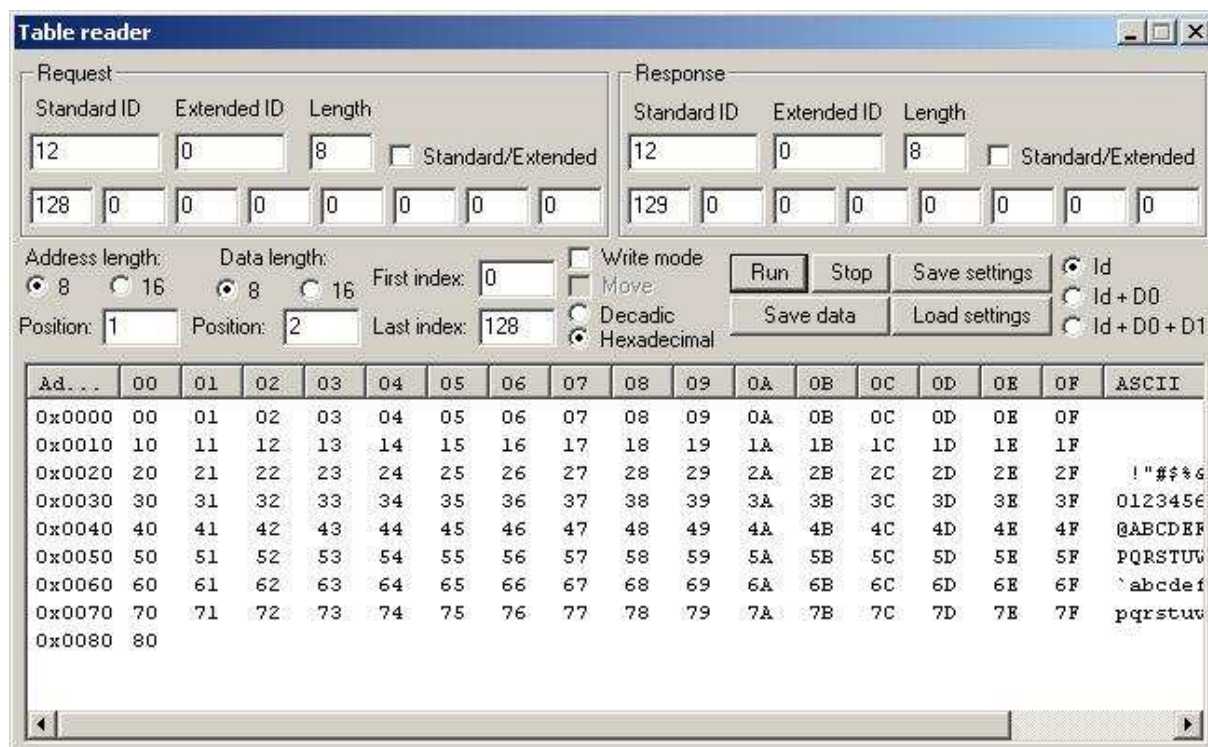 Table reader
Request
Response
Standard ID Extended ID Length
Standard ID Extended ID Length
12 0 8 Standard/Extended
12 0 8 Standard/Extended
128 0 0 0 0 0 0 0
129 0 0 0 0 0 0 0
Address length: Data length: First index: 0 Write mode Run Stop Save settings Id
8 16 8 16 Move Id + D0
Position: 1 Position: 2 Last index: 128 Decadic Save data Load settings Id + D0 + D1
Hexadecimal
Ad... 00 01 02 03 04 05 06 07 08 09 0A 0B 0C 0D 0E 0F ASCII
0x0000 00 01 02 03 04 05 06 07 08 09 0A 0B 0C 0D 0E 0F
0x0010 10 11 12 13 14 15 16 17 18 19 1A 1B 1C 1D 1E 1F
0x0020 20 21 22 23 24 25 26 27 28 29 2A 2B 2C 2D 2E 2F !"#$%&
0x0030 30 31 32 33 34 35 36 37 38 39 3A 3B 3C 3D 3E 3F 0123456
0x0040 40 41 42 43 44 45 46 47 48 49 4A 4B 4C 4D 4E 4F @ABCDEF
0x0050 50 51 52 53 54 55 56 57 58 59 5A 5B 5C 5D 5E 5F PQRSTUV
0x0060 60 61 62 63 64 65 66 67 68 69 6A 6B 6C 6D 6E 6F `abcdef
0x0070 70 71 72 73 74 75 76 77 78 79 7A 7B 7C 7D 7E 7F pqrstuv
0x0080 80